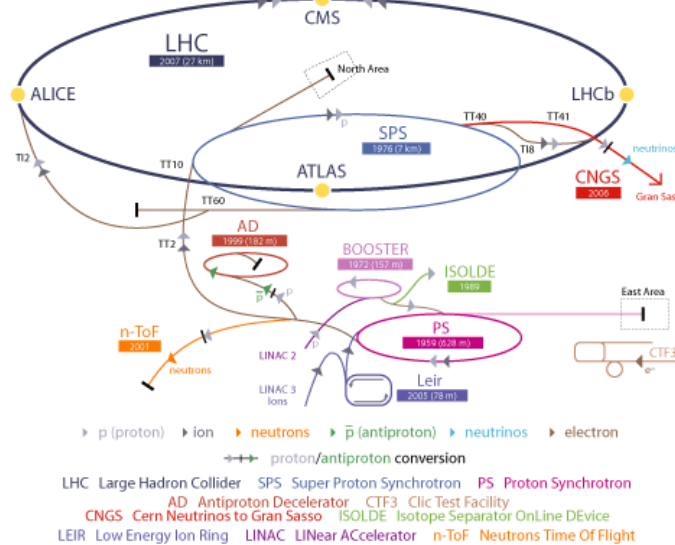 CMS
LHC
2007 (27 km)
North Area
ALICE
LHCb
p
TT40
TT41
SPS
1976 (7 km)
TI8
neutrinos
TI2
TT10
ATLAS
CNGS
2006
Gran Sass
TT60
AD
1999 (182 m)
TT2
BOOSTER
1972 (157 m)
ISOLDE
1989
East Area
p̅
p
n-ToF
2001
PS
1959 (628 m)
LINAC 2
p
neutrons
CTF3
e⁻
LINAC 3
Ions
Leir
2005 (78 m)
p (proton) ion neutrons p̅ (antiproton) neutrinos electron
proton/antiproton conversion
LHC Large Hadron Collider SPS Super Proton Synchrotron PS Proton Synchrotron
AD Antiproton Decelerator CTF3 Clic Test Facility
CNGS Cern Neutrinos to Gran Sasso ISOLDE Isotope Separator OnLine DEvice
LEIR Low Energy Ion Ring LINAC LINear ACcelerator n-ToF Neutrons Time Of Flight